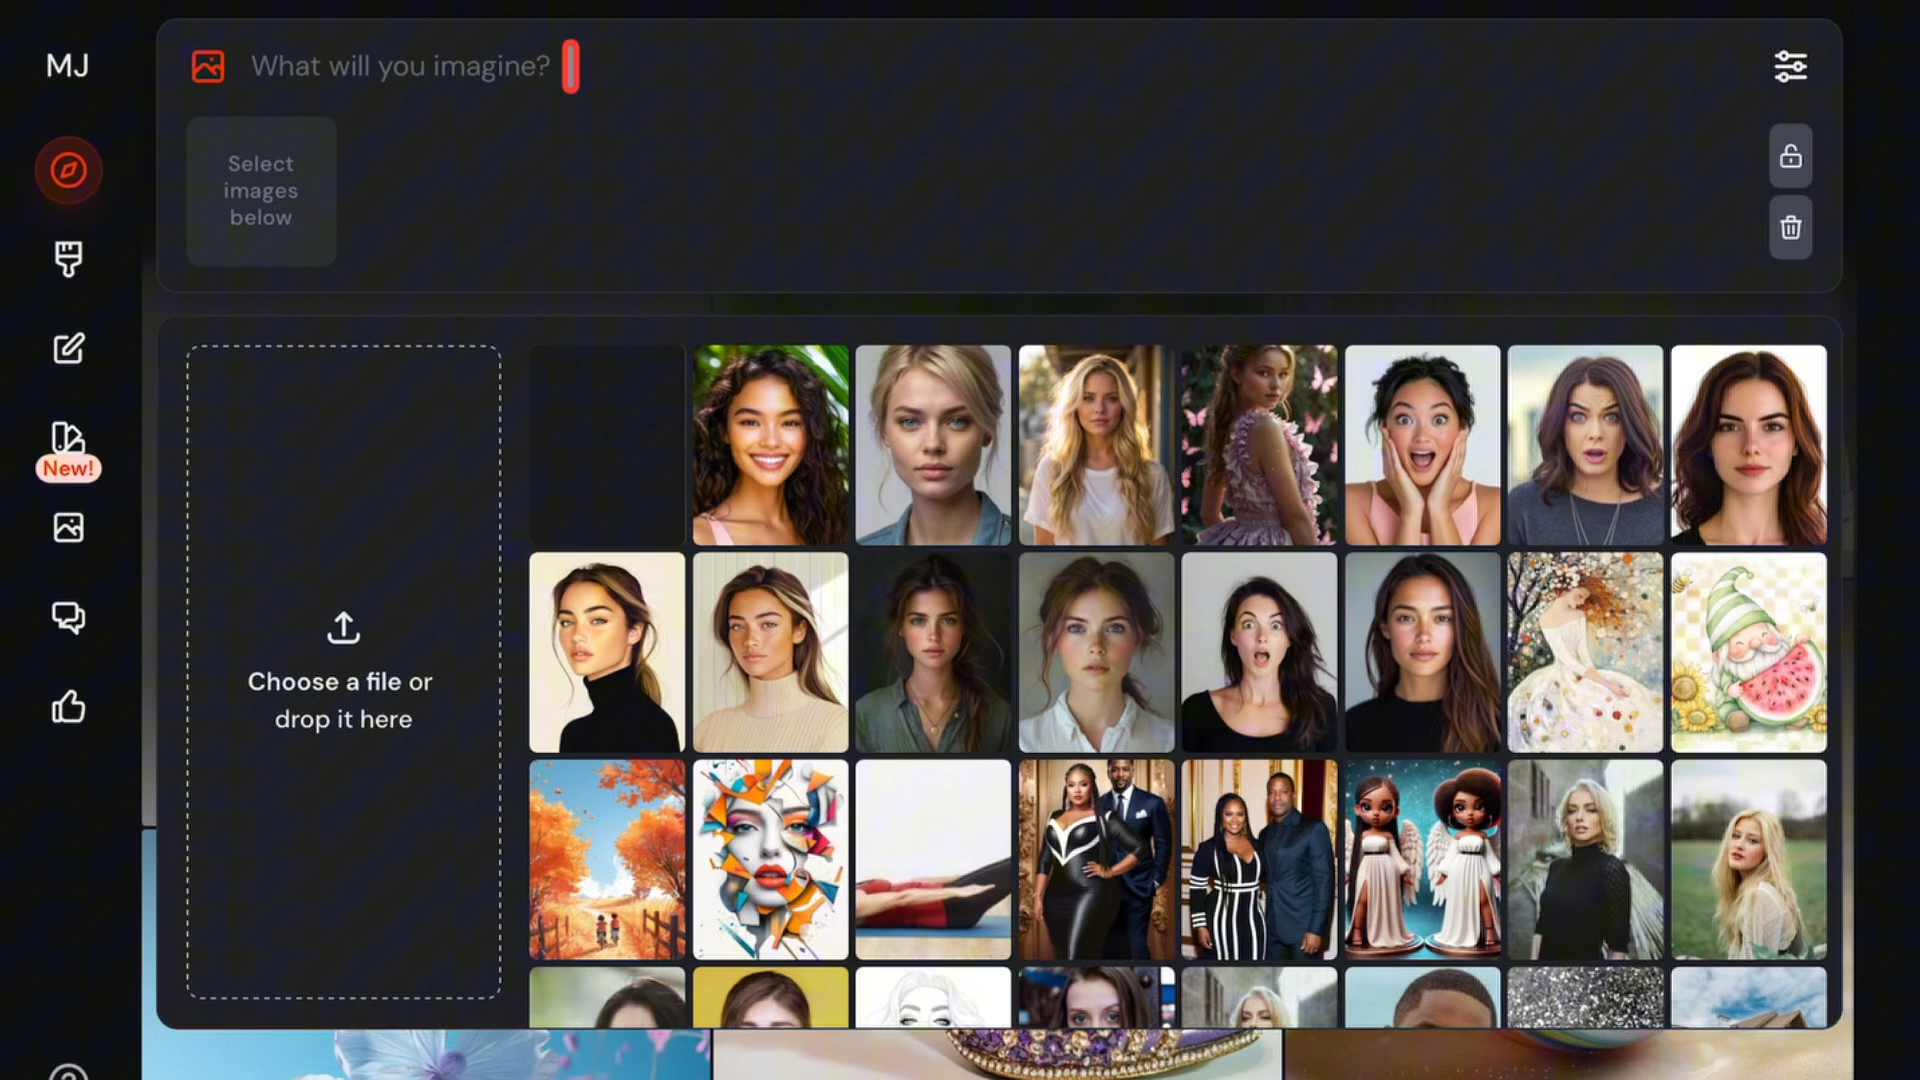 MJ
What will you imagine?
Select
images
below
New!
Choose a file or
drop it here